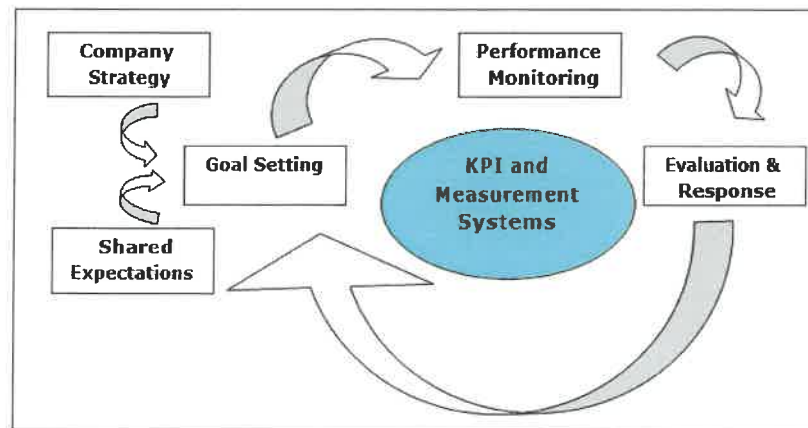 Company
Strategy
Performance
Monitoring
Goal Setting
KPI and
Measurement
Systems
Evaluation &
Response
Shared
Expectations